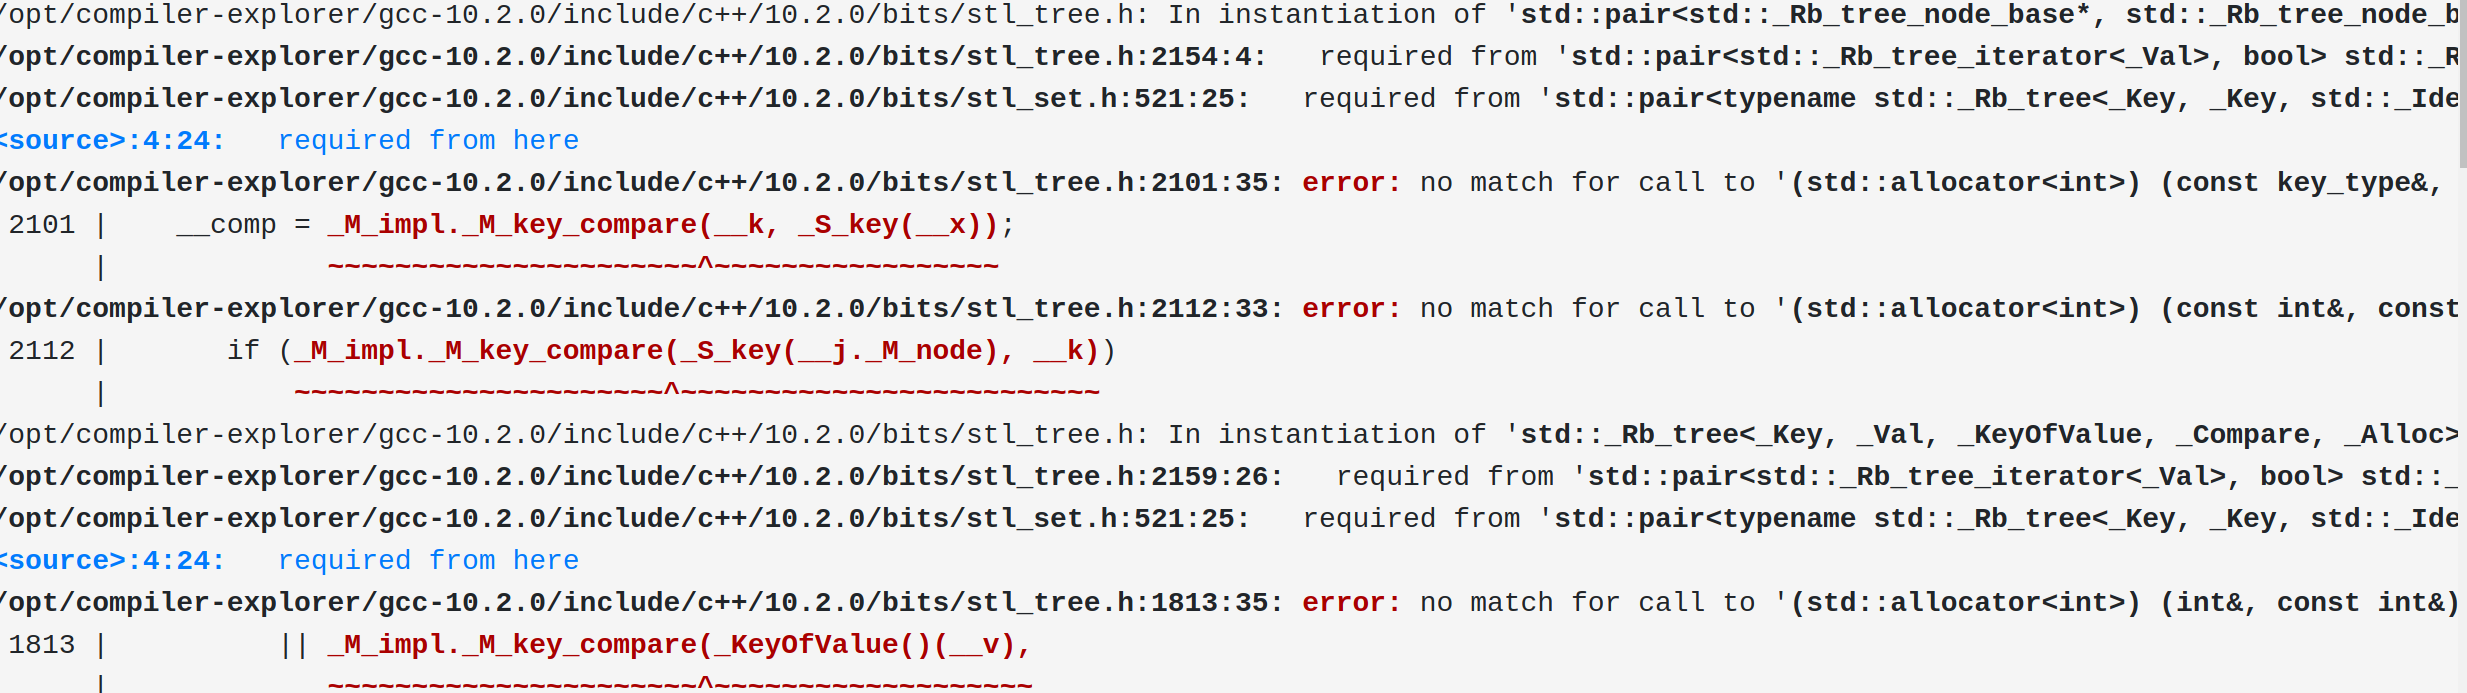 /opt/compiler-explorer/gcc-10.2.0/include/c++/10.2.0/bits/stl_tree.h: In instantiation of 'std::pair<std::_Rb_tree_node_base*, std::_Rb_tree_node_b
/opt/compiler-explorer/gcc-10.2.0/include/c++/10.2.0/bits/stl_tree.h:2154:4:   required from 'std::pair<std::_Rb_tree_iterator<_Val>, bool> std::_R
/opt/compiler-explorer/gcc-10.2.0/include/c++/10.2.0/bits/stl_set.h:521:25:   required from 'std::pair<typename std::_Rb_tree<_Key, _Key, std::_Ide
<source>:4:24:   required from here
/opt/compiler-explorer/gcc-10.2.0/include/c++/10.2.0/bits/stl_tree.h:2101:35: error: no match for call to '(std::allocator<int>) (const key_type&,
2101 |    __comp = _M_impl._M_key_compare(__k, _S_key(__x));
     |             ~~~~~~~~~~~~~~~~~~~~~~^~~~~~~~~~~~~~~~~~
/opt/compiler-explorer/gcc-10.2.0/include/c++/10.2.0/bits/stl_tree.h:2112:33: error: no match for call to '(std::allocator<int>) (const int&, const
2112 |       if (_M_impl._M_key_compare(_S_key(__j._M_node), __k))
     |           ~~~~~~~~~~~~~~~~~~~~~~^~~~~~~~~~~~~~~~~~~~~~~~~~
/opt/compiler-explorer/gcc-10.2.0/include/c++/10.2.0/bits/stl_tree.h: In instantiation of 'std::_Rb_tree<_Key, _Val, _KeyOfValue, _Compare, _Alloc>
/opt/compiler-explorer/gcc-10.2.0/include/c++/10.2.0/bits/stl_tree.h:2159:26:   required from 'std::pair<std::_Rb_tree_iterator<_Val>, bool> std::_
/opt/compiler-explorer/gcc-10.2.0/include/c++/10.2.0/bits/stl_set.h:521:25:   required from 'std::pair<typename std::_Rb_tree<_Key, _Key, std::_Ide
<source>:4:24:   required from here
/opt/compiler-explorer/gcc-10.2.0/include/c++/10.2.0/bits/stl_tree.h:1813:35: error: no match for call to '(std::allocator<int>) (int&, const int&)
1813 |          || _M_impl._M_key_compare(_KeyOfValue()(__v),
     |             ~~~~~~~~~~~~~~~~~~~~~~^~~~~~~~~~~~~~~~~~~~